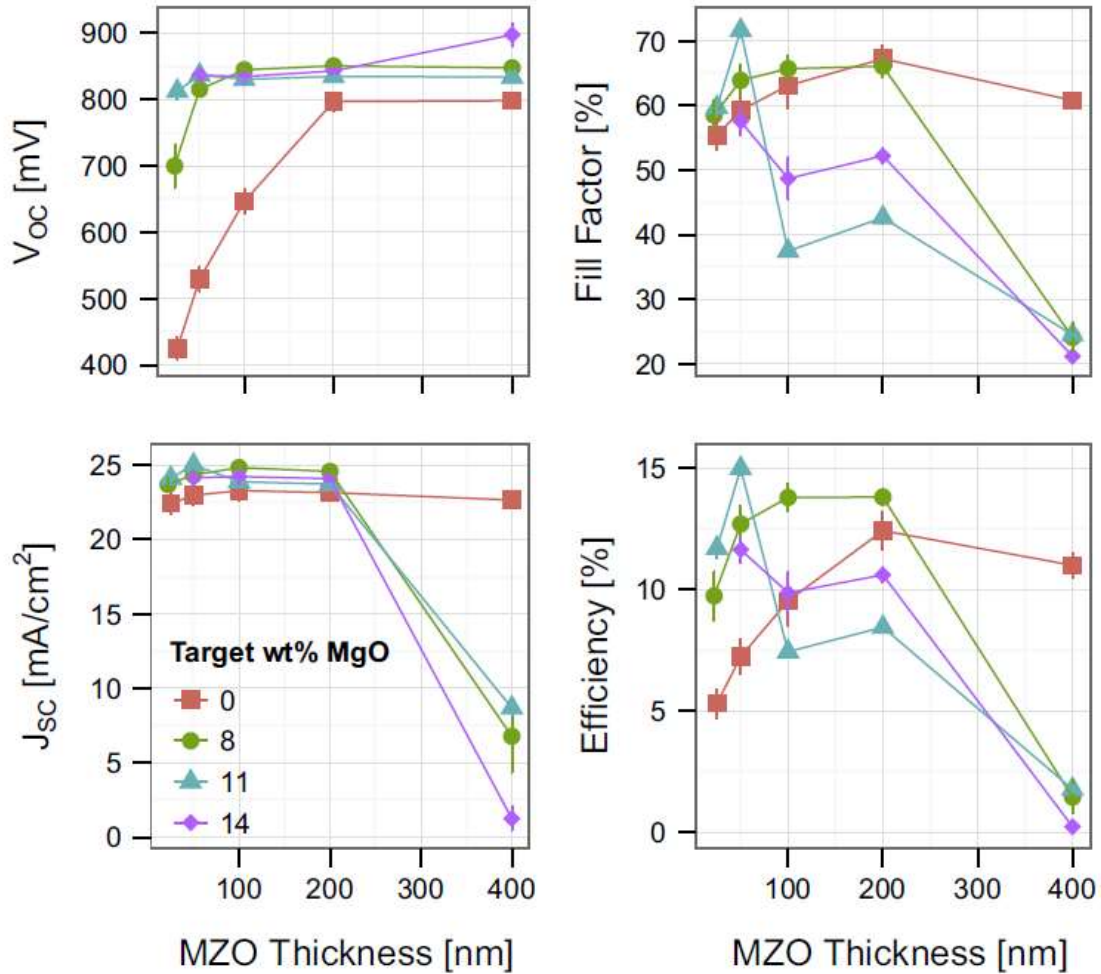 900
800
700
600
500
400
V_OC [mV]
70
60
50
40
30
20
Fill Factor [%]
25
20
15
10
5
0
J_SC [mA/cm²]
Target wt% MgO
0
8
11
14
100 200 300 400
MZO Thickness [nm]
15
10
5
0
Efficiency [%]
100 200 300 400
MZO Thickness [nm]